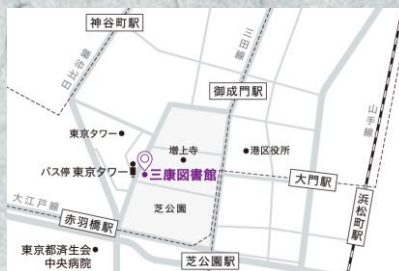 神谷町駅
日比谷線
三田線
御成門駅
山手線
東京タワー
増上寺
港区役所
バス停 東京タワー
三康図書館
大門駅
大江戸線
赤羽橋駅
芝公園
浜松町駅
東京都済生会
中央病院
芝公園駅